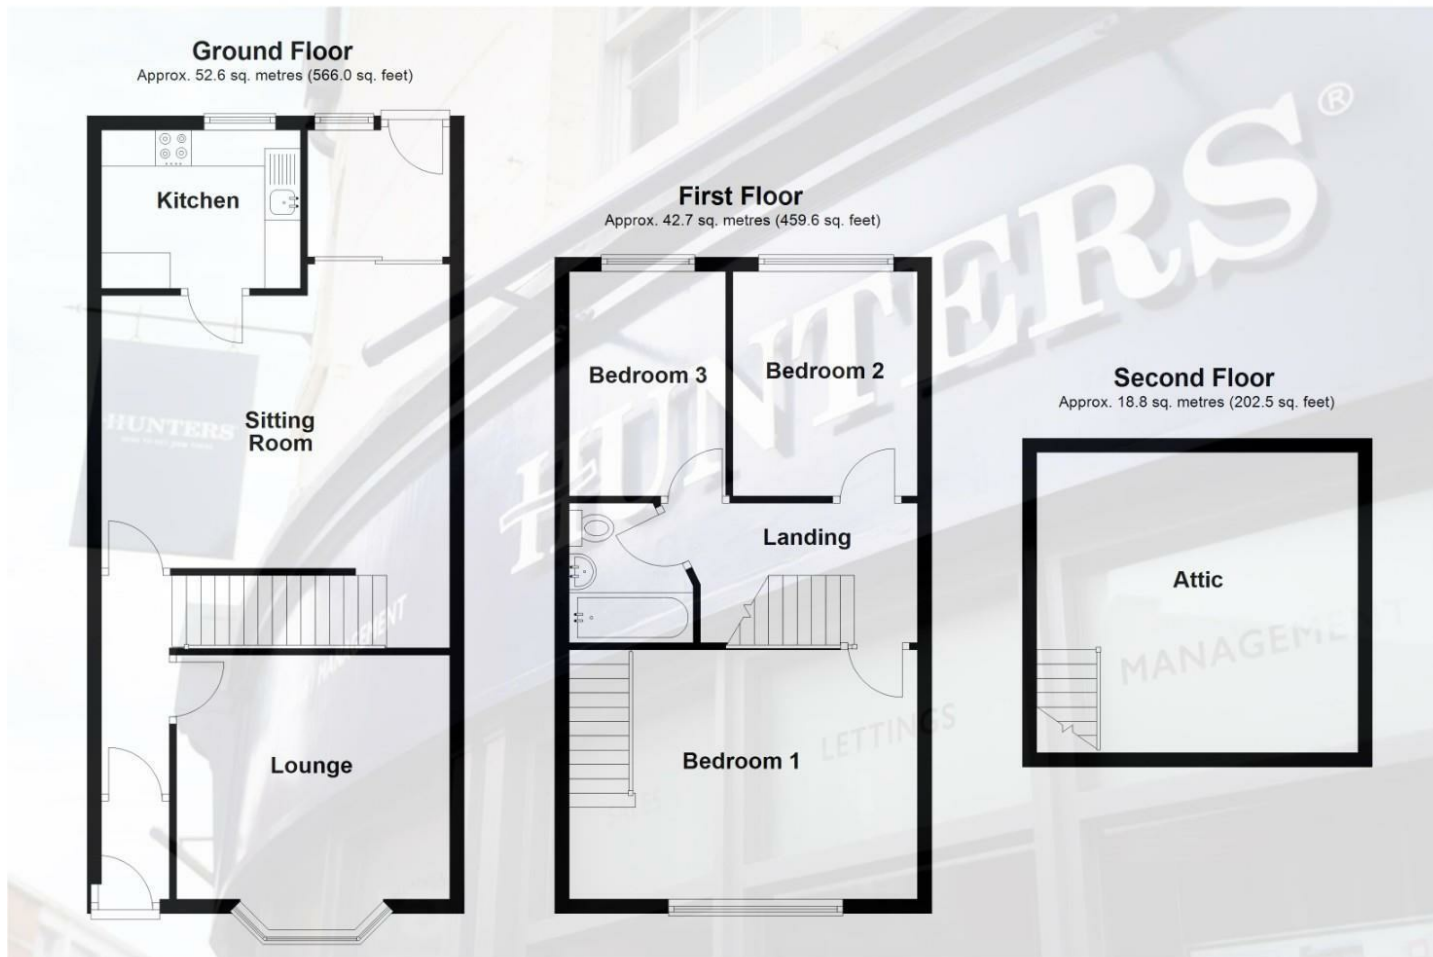 Ground Floor
Approx. 52.6 sq. metres (566.0 sq. feet)
Kitchen
Sitting
Room
Lounge
First Floor
Approx. 42.7 sq. metres (459.6 sq. feet)
Bedroom 3
Bedroom 2
Landing
Bedroom 1
Second Floor
Approx. 18.8 sq. metres (202.5 sq. feet)
Attic
HUNTERS®
HUNTERS
MANAGEMENT
LETTINGS
MANAGEMENT